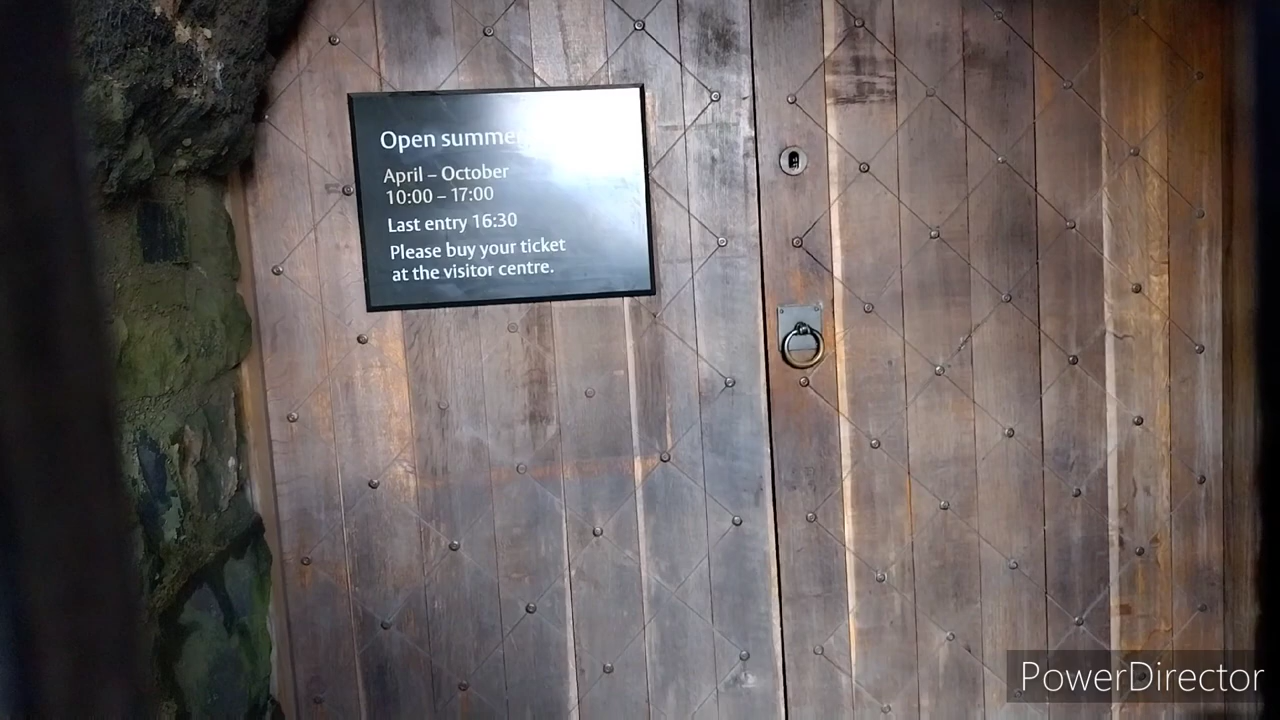 Open summer
April – October
10:00 – 17:00
Last entry 16:30
Please buy your ticket
at the visitor centre.
PowerDirector